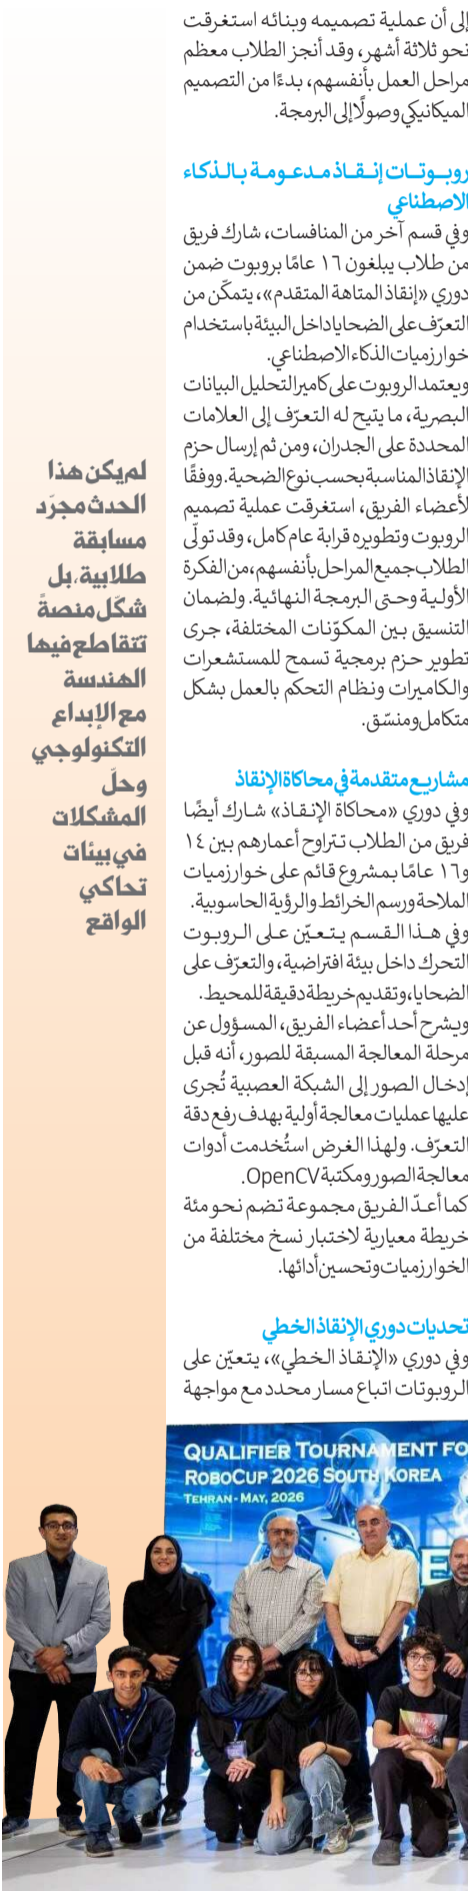 إلى أن عملية تصميمه وبنائه استغرقت
نحو ثلاثة أشهر، وقد أنجز الطلاب معظم
مراحل العمل بأنفسهم، بدءًا من التصميم
الميكانيكي وصولًا إلى البرمجة.
روبوتات إنقاذ مدعومة بالذكاء
الاصطناعي
وفي قسم آخر من المنافسات، شارك فريق
من طلاب يبلغون ١٦ عامًا بروبوت ضمن
دوري «إنقاذ المتاهة المتقدم»، يتمكّن من
التعرّف على الضحايا داخل البيئة باستخدام
خوارزميات الذكاء الاصطناعي.
ويعتمد الروبوت على كاميرا لتحليل البيانات
البصرية، ما يتيح له التعرّف إلى العلامات
المحددة على الجدران، ومن ثم إرسال حزم
الإنقاذ المناسبة بحسب نوع الضحية. ووفقًا
لأعضاء الفريق، استغرقت عملية تصميم
الروبوت وتطويره قرابة عام كامل، وقد تولّى
الطلاب جميع المراحل بأنفسهم، من الفكرة
الأولية وحتى البرمجة النهائية. ولضمان
التنسيق بين المكوّنات المختلفة، جرى
تطوير حزم برمجية تسمح للمستشعرات
والكاميرات ونظام التحكم بالعمل بشكل
متكامل ومنسّق.
مشاريع متقدمة في محاكاة الإنقاذ
وفي دوري «محاكاة الإنقاذ» شارك أيضًا
فريق من الطلاب تتراوح أعمارهم بين ١٤
و١٦ عامًا بمشروع قائم على خوارزميات
الملاحة ورسم الخرائط والرؤية الحاسوبية.
وفي هذا القسم يتعيّن على الروبوت
التحرك داخل بيئة افتراضية، والتعرّف على
الضحايا، وتقديم خريطة دقيقة للمحيط.
ويشرح أحد أعضاء الفريق، المسؤول عن
مرحلة المعالجة المسبقة للصور، أنه قبل
إدخال الصور إلى الشبكة العصبية تُجرى
عليها عمليات معالجة أولية بهدف رفع دقة
التعرّف. ولهذا الغرض استُخدمت أدوات
معالجة الصور ومكتبة OpenCV.
كما أعدّ الفريق مجموعة تضم نحو مئة
خريطة معيارية لاختبار نسخ مختلفة من
الخوارزميات وتحسين أدائها.
تحديات دوري الإنقاذ الخطي
وفي دوري «الإنقاذ الخطي»، يتعيّن على
الروبوتات اتباع مسار محدد مع مواجهة
لم يكن هذا
الحدث مجرّد
مسابقة
طلابية، بل
شكّل منصةً
تتقاطع فيها
الهندسة
مع الإبداع
التكنولوجي
وحلّ
المشكلات
في بيئات
تحاكي
الواقع
QUALIFIER TOURNAMENT FO
ROBOCUP 2026 SOUTH KOREA
TEHRAN - MAY, 2026